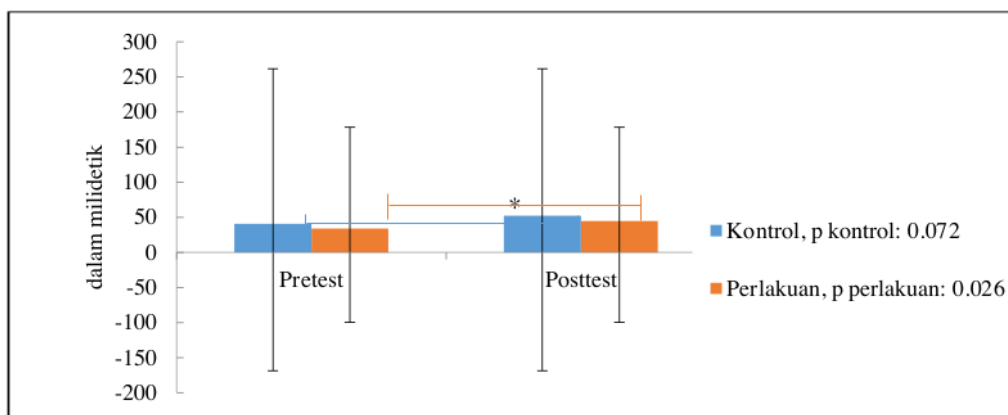 300
250
200
150
100
50
0
-50
-100
-150
-200
dalam milidetik
*
Pretest
Posttest
Kontrol, p kontrol: 0.072
Perlakuan, p perlakuan: 0.026